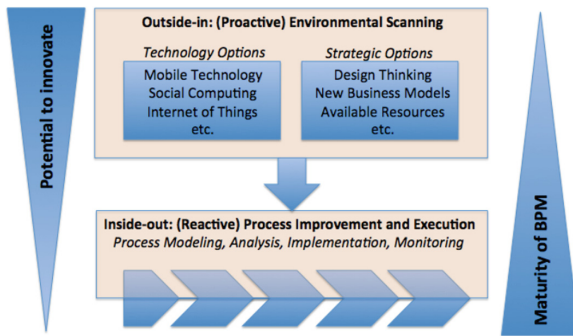 Potential to innovate
Outside-in: (Proactive) Environmental Scanning
Technology Options
Mobile Technology
Social Computing
Internet of Things
etc.
Strategic Options
Design Thinking
New Business Models
Available Resources
etc.
Inside-out: (Reactive) Process Improvement and Execution
Process Modeling, Analysis, Implementation, Monitoring
Maturity of BPM